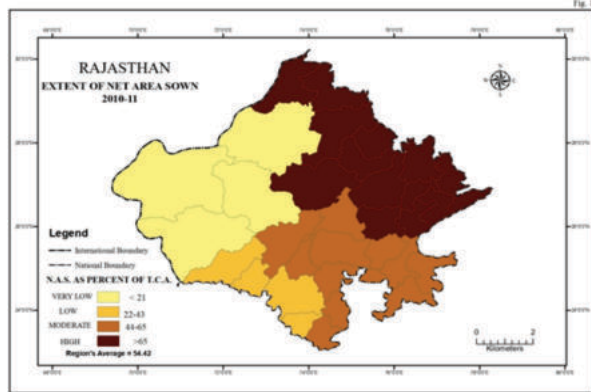 Fig.
RAJASTHAN
EXTENT OF NET AREA SOWN
2010-11
Legend
International Boundary
National Boundary
N.A.S. AS PERCENT OF T.C.A.
VERY LOW < 21
LOW 22-43
MODERATE 44-65
HIGH >65
Region's Average = 54.42
0 2
Kilometers